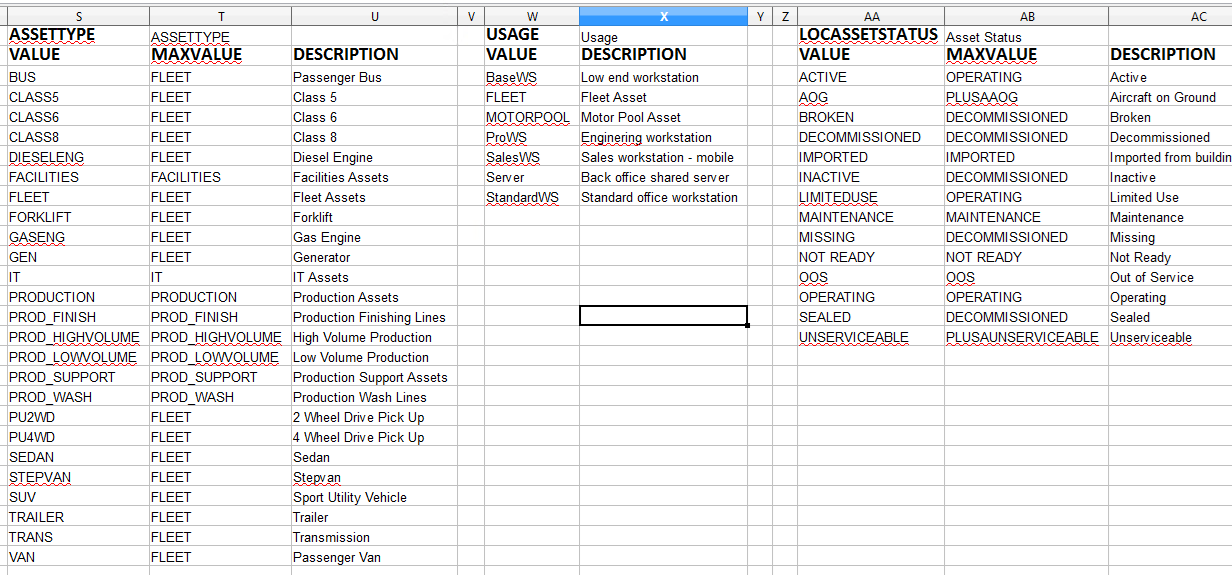 S T U V W X Y Z AA AB AC
ASSETTYPE ASSETTYPE USAGE Usage LOCASSETSTATUS Asset Status
VALUE MAXVALUE DESCRIPTION VALUE DESCRIPTION VALUE MAXVALUE DESCRIPTION
BUS FLEET Passenger Bus BaseWS Low end workstation ACTIVE OPERATING Active
CLASS5 FLEET Class 5 FLEET Fleet Asset AOG PLUSAAOG Aircraft on Ground
CLASS6 FLEET Class 6 MOTORPOOL Motor Pool Asset BROKEN DECOMMISSIONED Broken
CLASS8 FLEET Class 8 ProWS Enginering workstation DECOMMISSIONED DECOMMISSIONED Decommissioned
DIESELENG FLEET Diesel Engine SalesWS Sales workstation - mobile IMPORTED IMPORTED Imported from buildin
FACILITIES FACILITIES Facilities Assets Server Back office shared server INACTIVE DECOMMISSIONED Inactive
FLEET FLEET Fleet Assets StandardWS Standard office workstation LIMITEDUSE OPERATING Limited Use
FORKLIFT FLEET Forklift MAINTENANCE MAINTENANCE Maintenance
GASENG FLEET Gas Engine MISSING DECOMMISSIONED Missing
GEN FLEET Generator NOT READY NOT READY Not Ready
IT IT IT Assets OOS OOS Out of Service
PRODUCTION PRODUCTION Production Assets OPERATING OPERATING Operating
PROD_FINISH PROD_FINISH Production Finishing Lines SEALED DECOMMISSIONED Sealed
PROD_HIGHVOLUME PROD_HIGHVOLUME High Volume Production UNSERVICEABLE PLUSAUNSERVICEABLE Unserviceable
PROD_LOWVOLUME PROD_LOWVOLUME Low Volume Production
PROD_SUPPORT PROD_SUPPORT Production Support Assets
PROD_WASH PROD_WASH Production Wash Lines
PU2WD FLEET 2 Wheel Drive Pick Up
PU4WD FLEET 4 Wheel Drive Pick Up
SEDAN FLEET Sedan
STEPVAN FLEET Stepvan
SUV FLEET Sport Utility Vehicle
TRAILER FLEET Trailer
TRANS FLEET Transmission
VAN FLEET Passenger Van